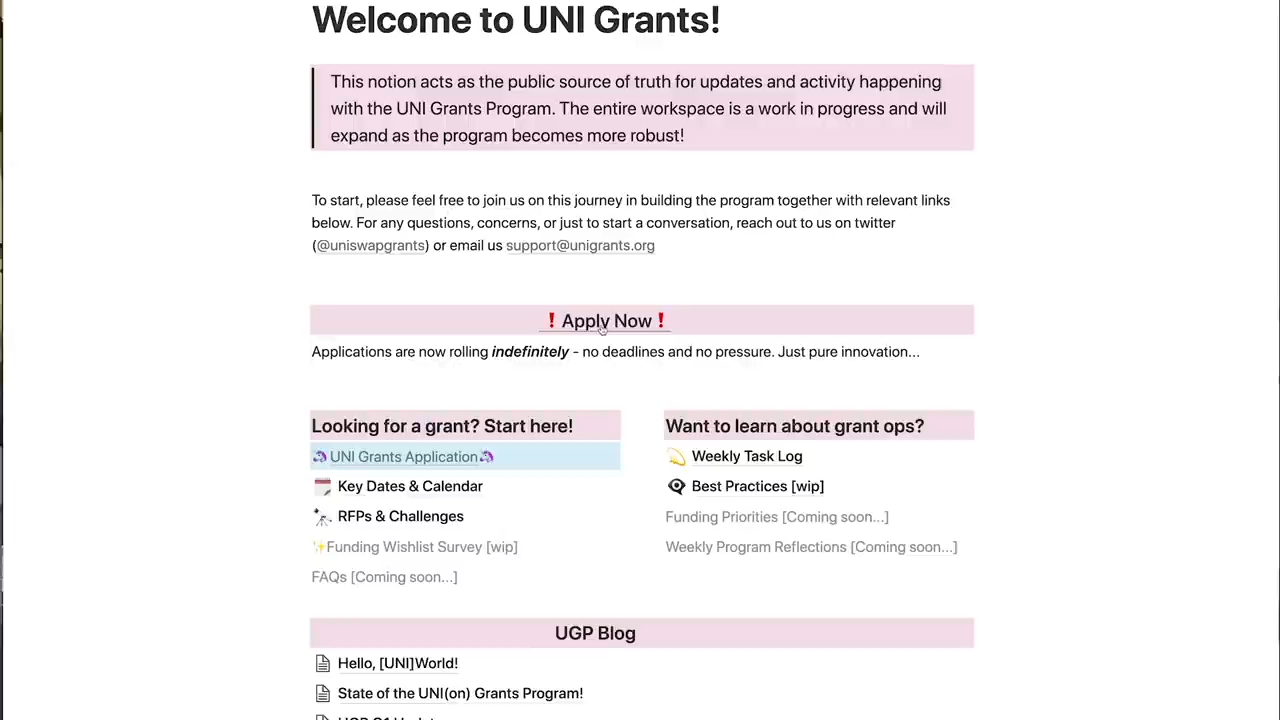 Welcome to UNI Grants!
This notion acts as the public source of truth for updates and activity happening
with the UNI Grants Program. The entire workspace is a work in progress and will
expand as the program becomes more robust!
To start, please feel free to join us on this journey in building the program together with relevant links
below. For any questions, concerns, or just to start a conversation, reach out to us on twitter
(@uniswapgrants) or email us support@unigrants.org
❗Apply Now❗
Applications are now rolling indefinitely - no deadlines and no pressure. Just pure innovation...
Looking for a grant? Start here!
🦄UNI Grants Application🦄
Key Dates & Calendar
RFPs & Challenges
✨Funding Wishlist Survey [wip]
FAQs [Coming soon...]
Want to learn about grant ops?
Weekly Task Log
Best Practices [wip]
Funding Priorities [Coming soon...]
Weekly Program Reflections [Coming soon...]
UGP Blog
Hello, [UNI]World!
State of the UNI(on) Grants Program!